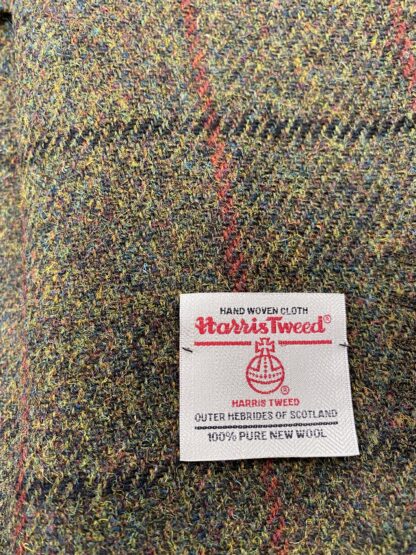 HAND WOVEN CLOTH
Harris Tweed®
®
HARRIS TWEED
OUTER HEBRIDES OF SCOTLAND
100% PURE NEW WOOL